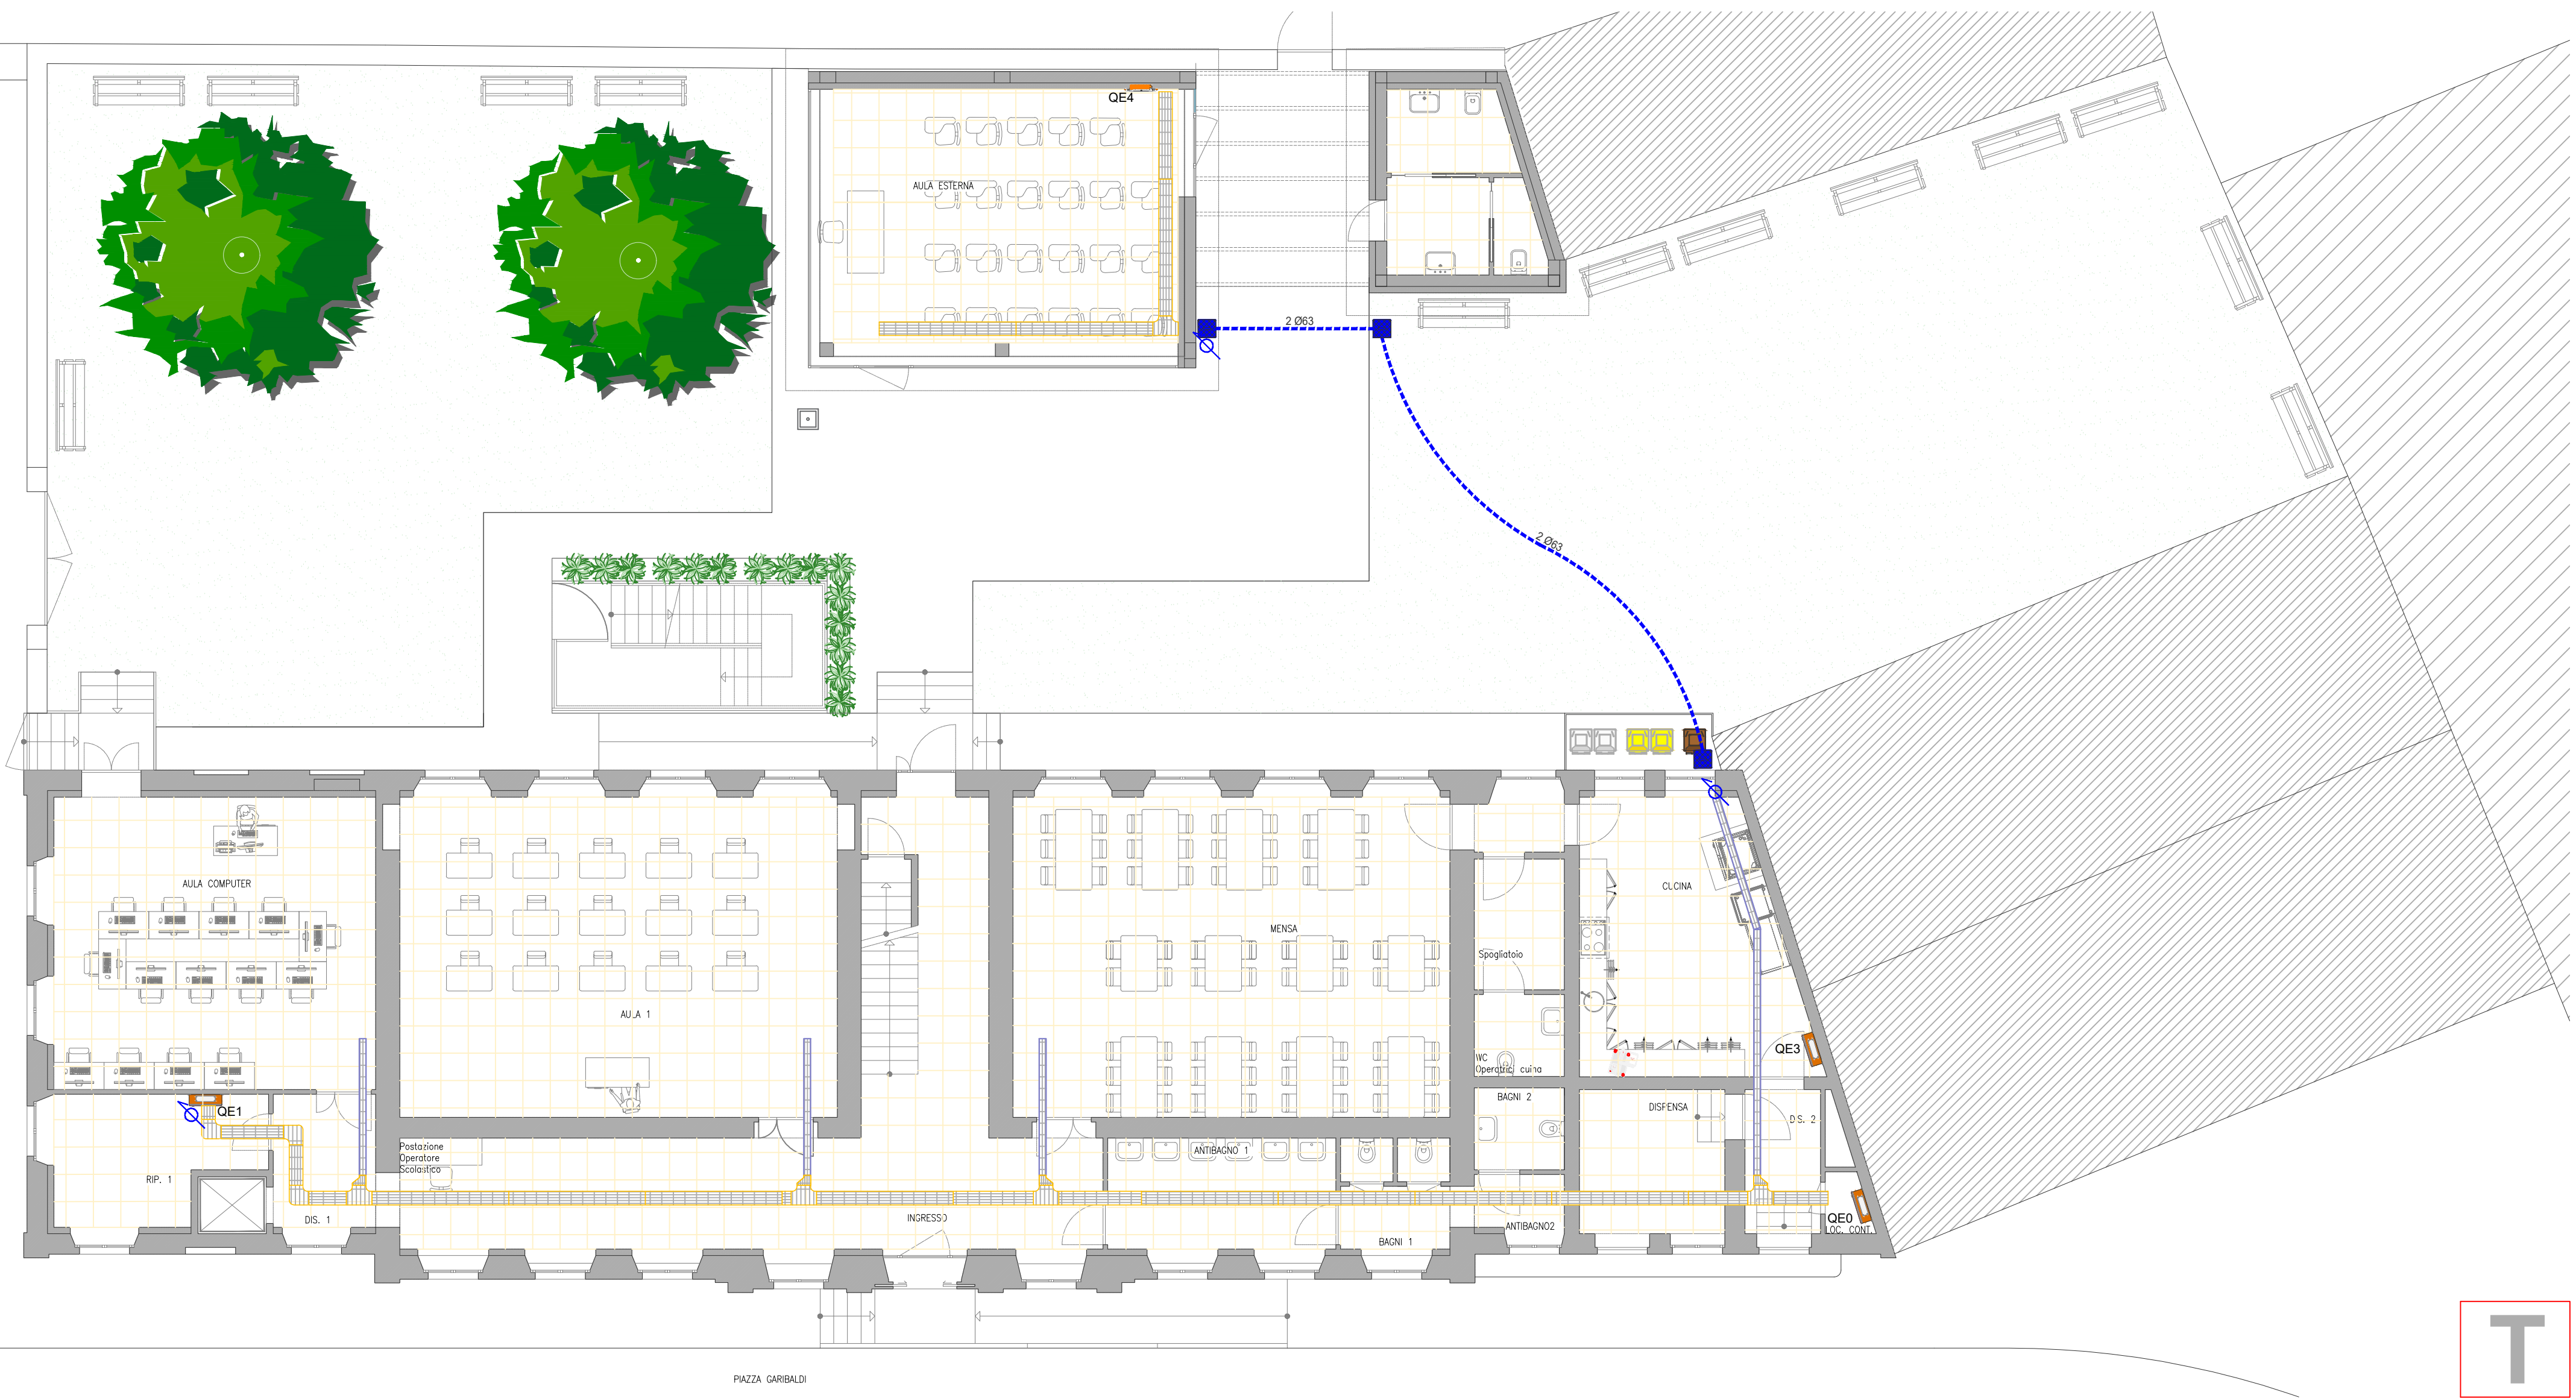 QE4
AULA ESTERNA
2 Ø63
2 Ø63
AULA COMPUTER
CUCINA
MENSA
Spogliatoio
AULA 1
QE3
WC
Operatrici cuina
BAGNI 2
DISPENSA
QE1
DIS. 2
Postazione
Operatore
Scolastico
ANTIBAGNO 1
RIP. 1
DIS. 1
INGRESSO
QE0
LOC. CONT.
ANTIBAGNO2
BAGNI 1
T
PIAZZA GARIBALDI